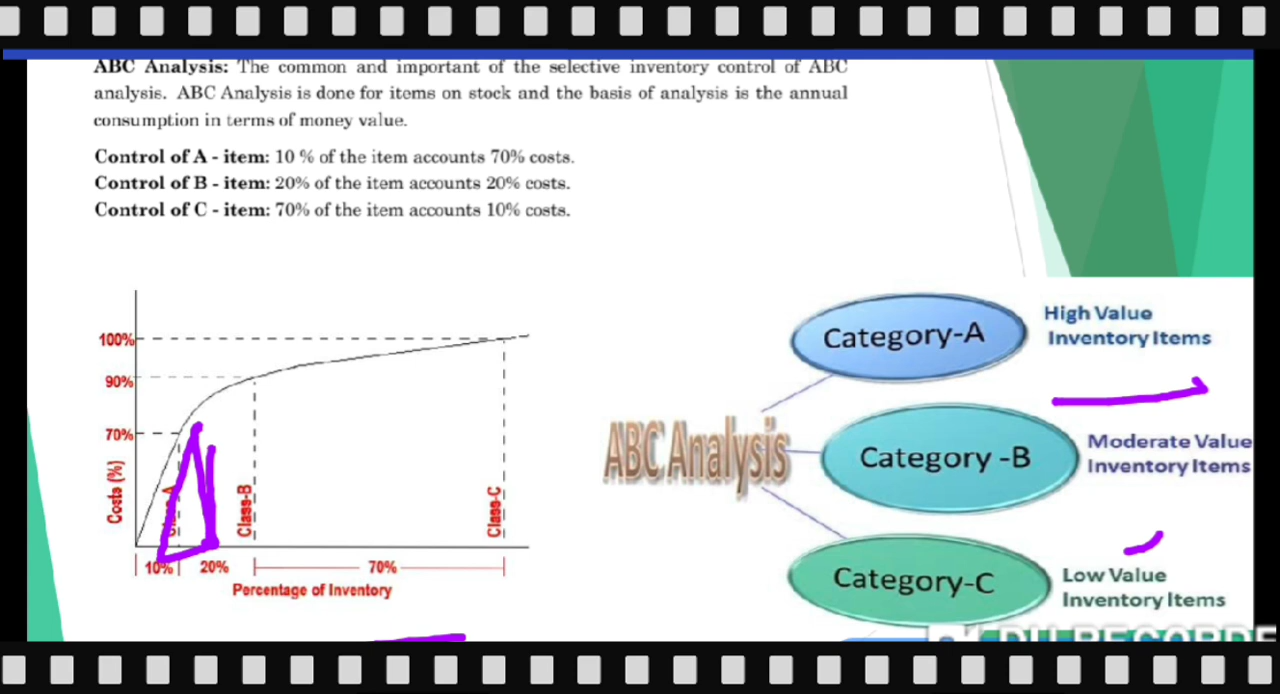 ABC Analysis: The common and important of the selective inventory control of ABC
analysis. ABC Analysis is done for items on stock and the basis of analysis is the annual
consumption in terms of money value.
Control of A - item: 10 % of the item accounts 70% costs.
Control of B - item: 20% of the item accounts 20% costs.
Control of C - item: 70% of the item accounts 10% costs.
100%
90%
70%
Costs (%)
Class-B
Class-C
10%
20%
70%
Percentage of Inventory
ABC Analysis
Category-A
High Value
Inventory Items
Category -B
Moderate Value
Inventory Items
Category-C
Low Value
Inventory Items